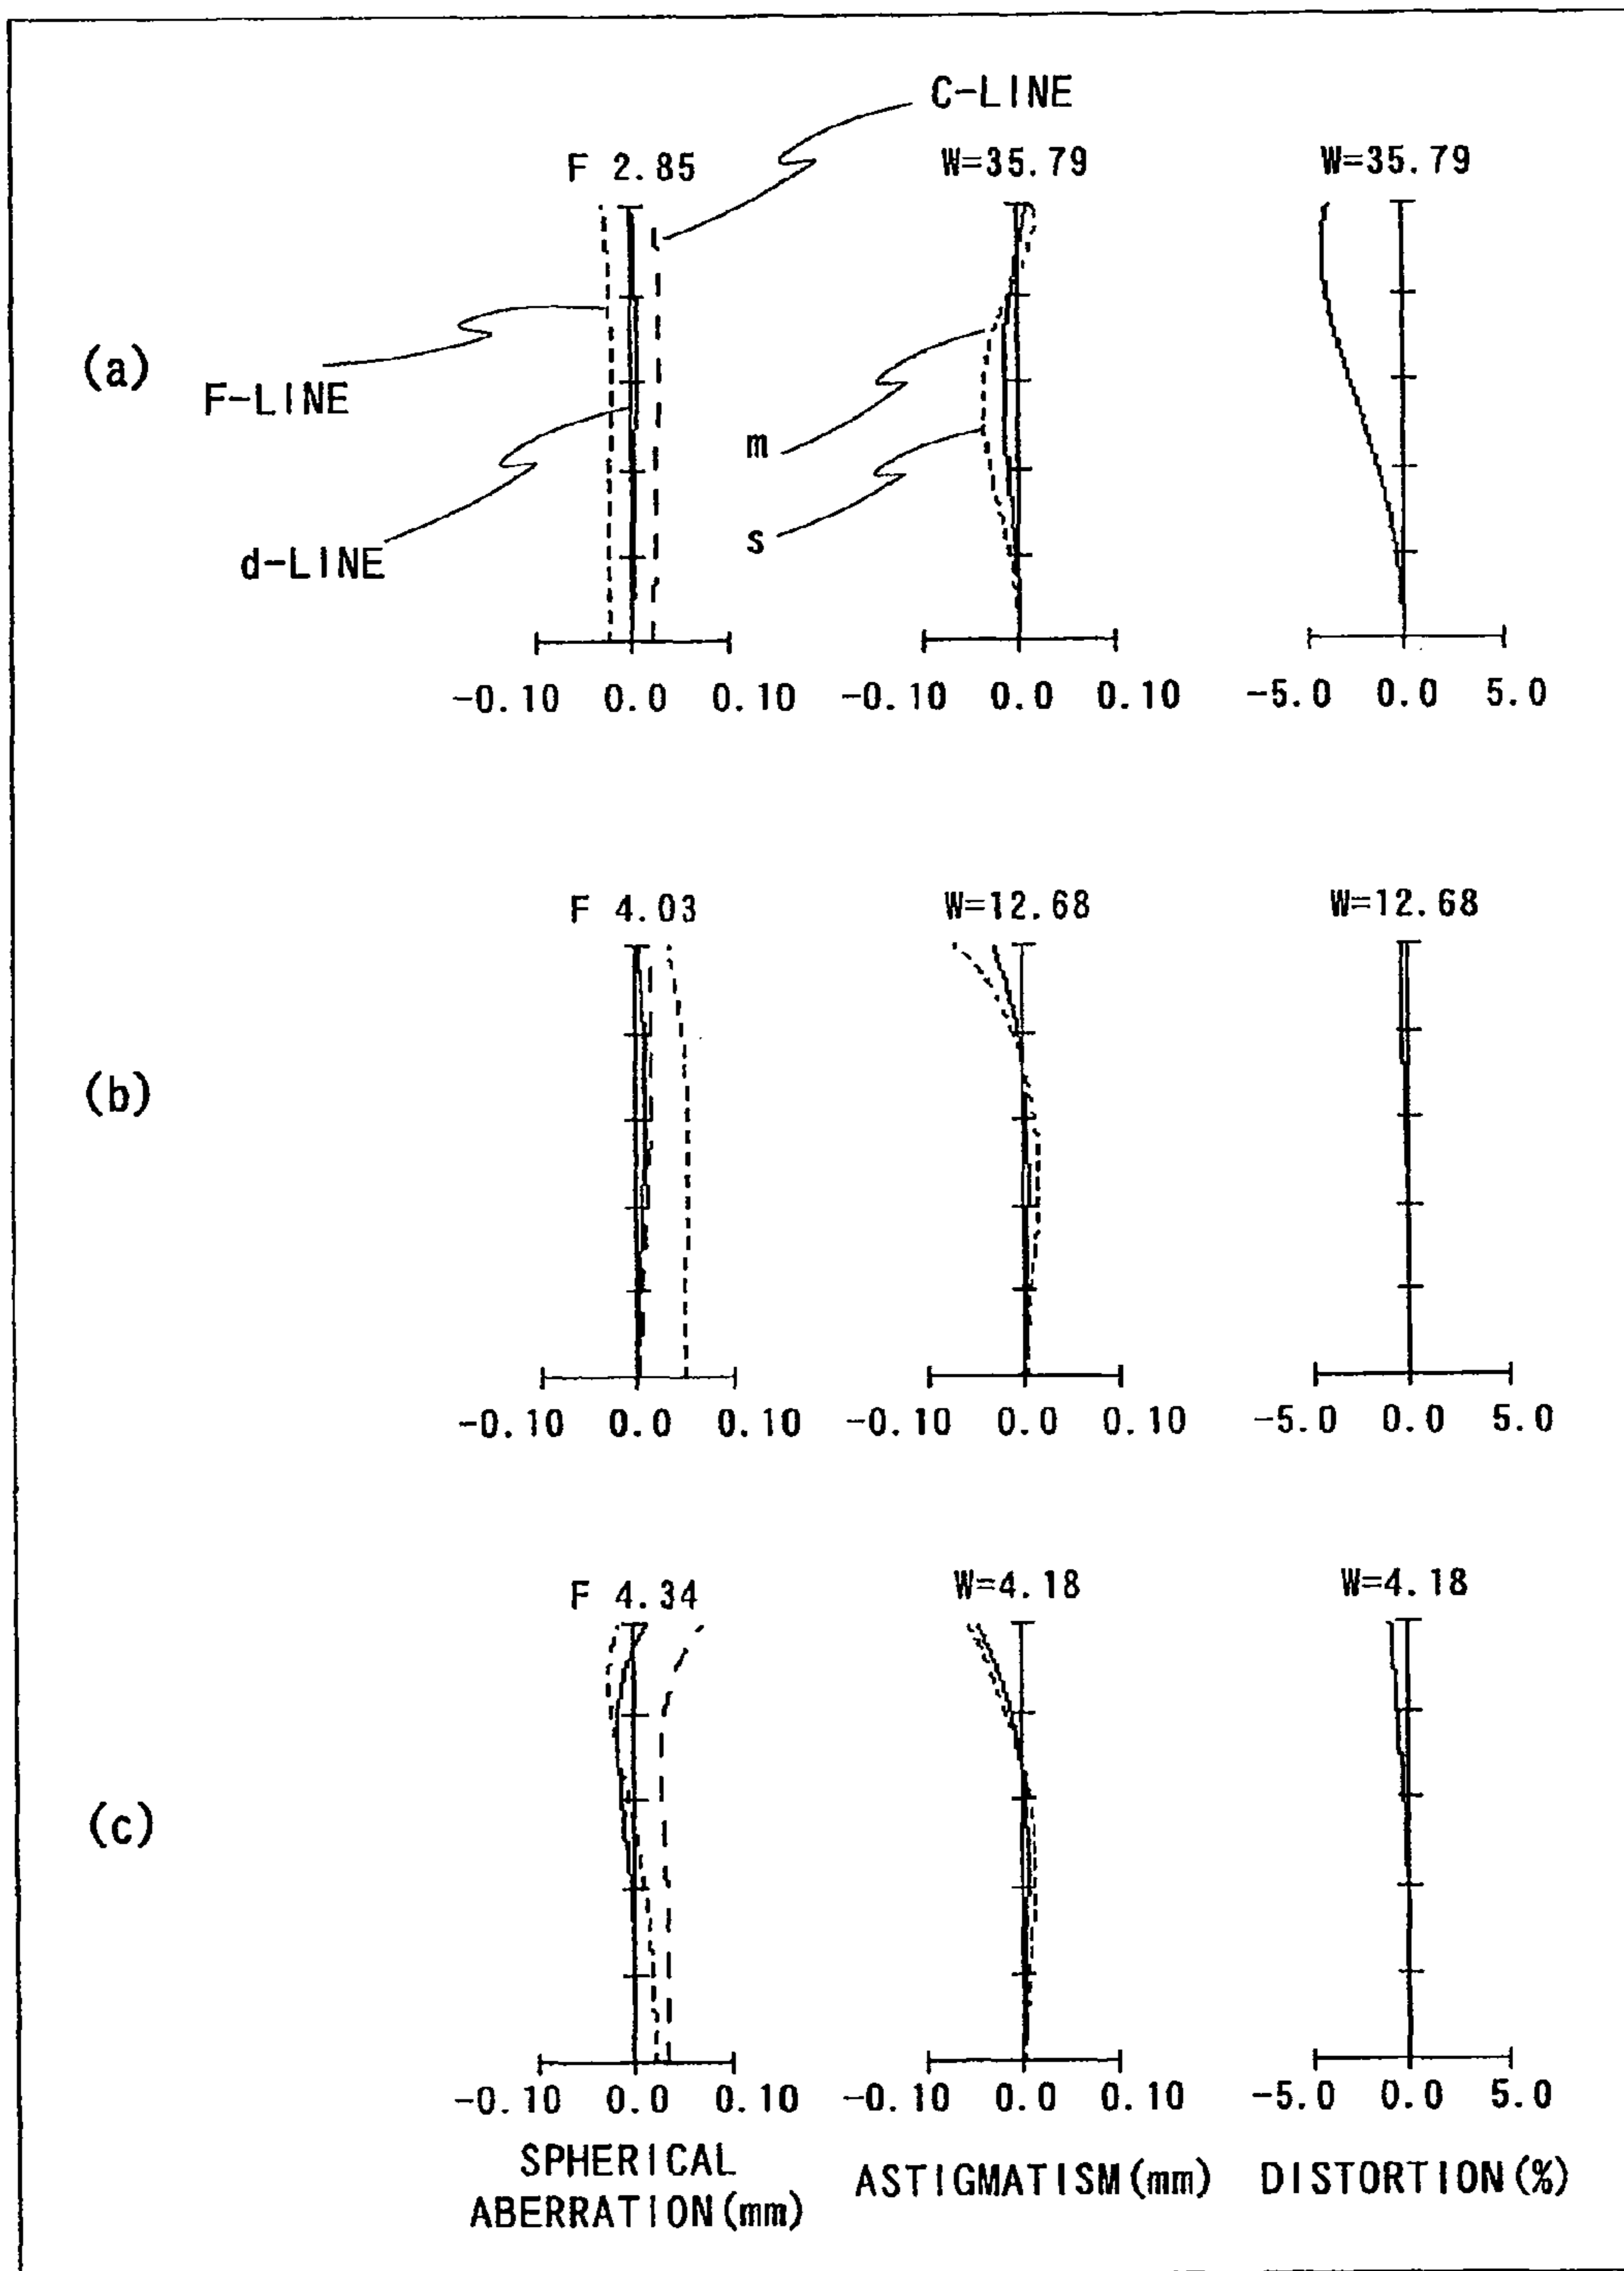 C-LINE
F 2.85
W=35.79
W=35.79
(a)
F-LINE
m
s
d-LINE
-0.10 0.0 0.10
-0.10 0.0 0.10
-5.0 0.0 5.0
F 4.03
W=12.68
W=12.68
(b)
-0.10 0.0 0.10
-0.10 0.0 0.10
-5.0 0.0 5.0
F 4.34
W=4.18
W=4.18
(c)
-0.10 0.0 0.10
-0.10 0.0 0.10
-5.0 0.0 5.0
SPHERICAL
ABERRATION(mm)
ASTIGMATISM(mm)
DISTORTION(%)